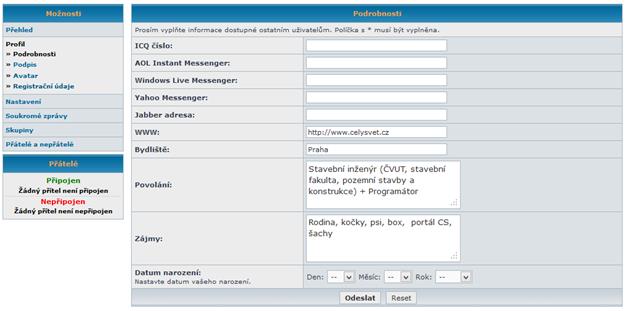 Možnosti
Přehled
Profil
» Podrobnosti
» Podpis
» Avatar
» Registrační údaje
Nastavení
Soukromé zprávy
Skupiny
Přátelé a nepřátelé
Přátelé
Připojen
Žádný přítel není připojen
Nepřipojen
Žádný přítel není nepřipojen
Podrobnosti
Prosím vyplňte informace dostupné ostatním uživatelům. Políčka s * musí být vyplněna.
ICQ číslo:
AOL Instant Messenger:
Windows Live Messenger:
Yahoo Messenger:
Jabber adresa:
WWW: http://www.celysvet.cz
Bydliště: Praha
Povolání:
Stavební inženýr (ČVUT, stavební
fakulta, pozemní stavby a
konstrukce) + Programátor
Zájmy:
Rodina, kočky, psi, box, portál CS,
šachy
Datum narození:
Nastavte datum vašeho narození.
Den: -- Měsíc: -- Rok: --
Odeslat Reset